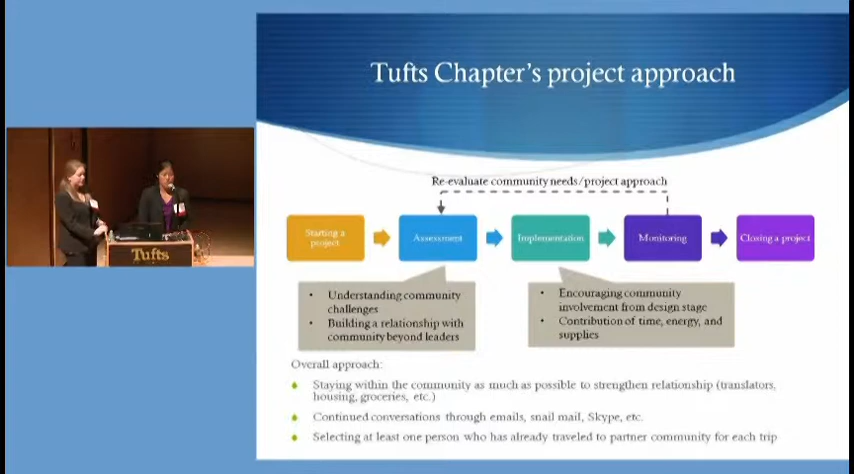 Tufts Chapter's project approach
Re-evaluate community needs/project approach
Starting a
project
Assessment
Implementation
Monitoring
Closing a project
• Understanding community
challenges
• Building a relationship with
community beyond leaders
• Encouraging community
involvement from design stage
• Contribution of time, energy, and
supplies
Overall approach:
Staying within the community as much as possible to strengthen relationship (translators,
housing, groceries, etc.)
Continued conversations through emails, snail mail, Skype, etc.
Selecting at least one person who has already traveled to partner community for each trip
Tufts